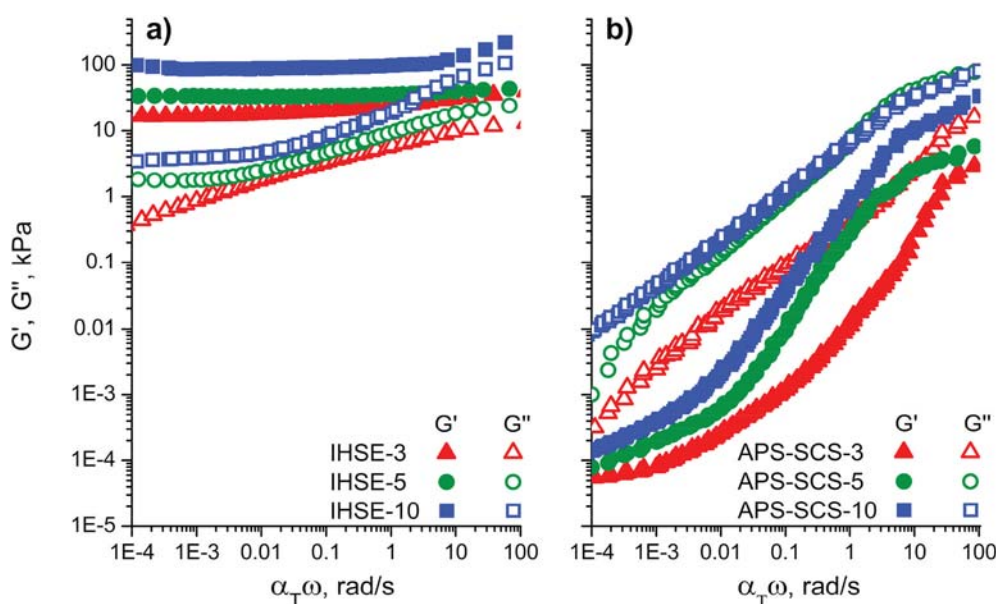 a)
b)
G', G", kPa
100
10
1
0.1
0.01
1E-3
1E-4
1E-5
G' G"
IHSE-3
IHSE-5
IHSE-10
G' G"
APS-SCS-3
APS-SCS-5
APS-SCS-10
1E-4 1E-3 0.01 0.1 1 10 100
1E-4 1E-3 0.01 0.1 1 10 100
α_Tω, rad/s
α_Tω, rad/s